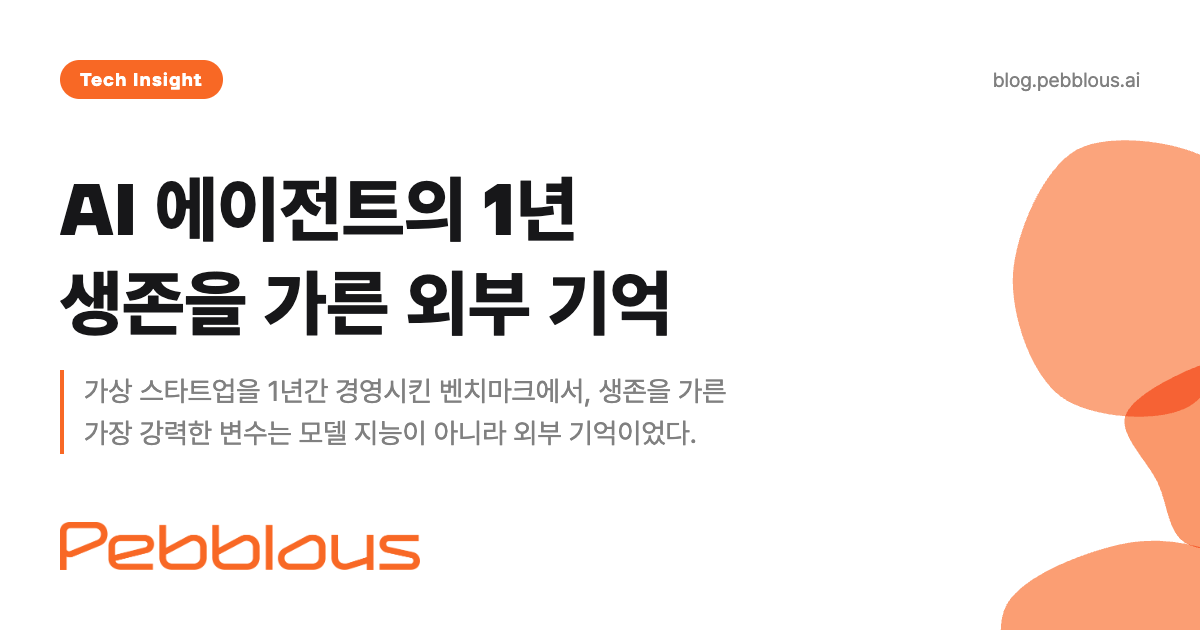 Tech Insight
blog.pebblous.ai
AI 에이전트의 1년
생존을 가른 외부 기억
가상 스타트업을 1년간 경영시킨 벤치마크에서, 생존을 가른
가장 강력한 변수는 모델 지능이 아니라 외부 기억이었다.
Pebblous